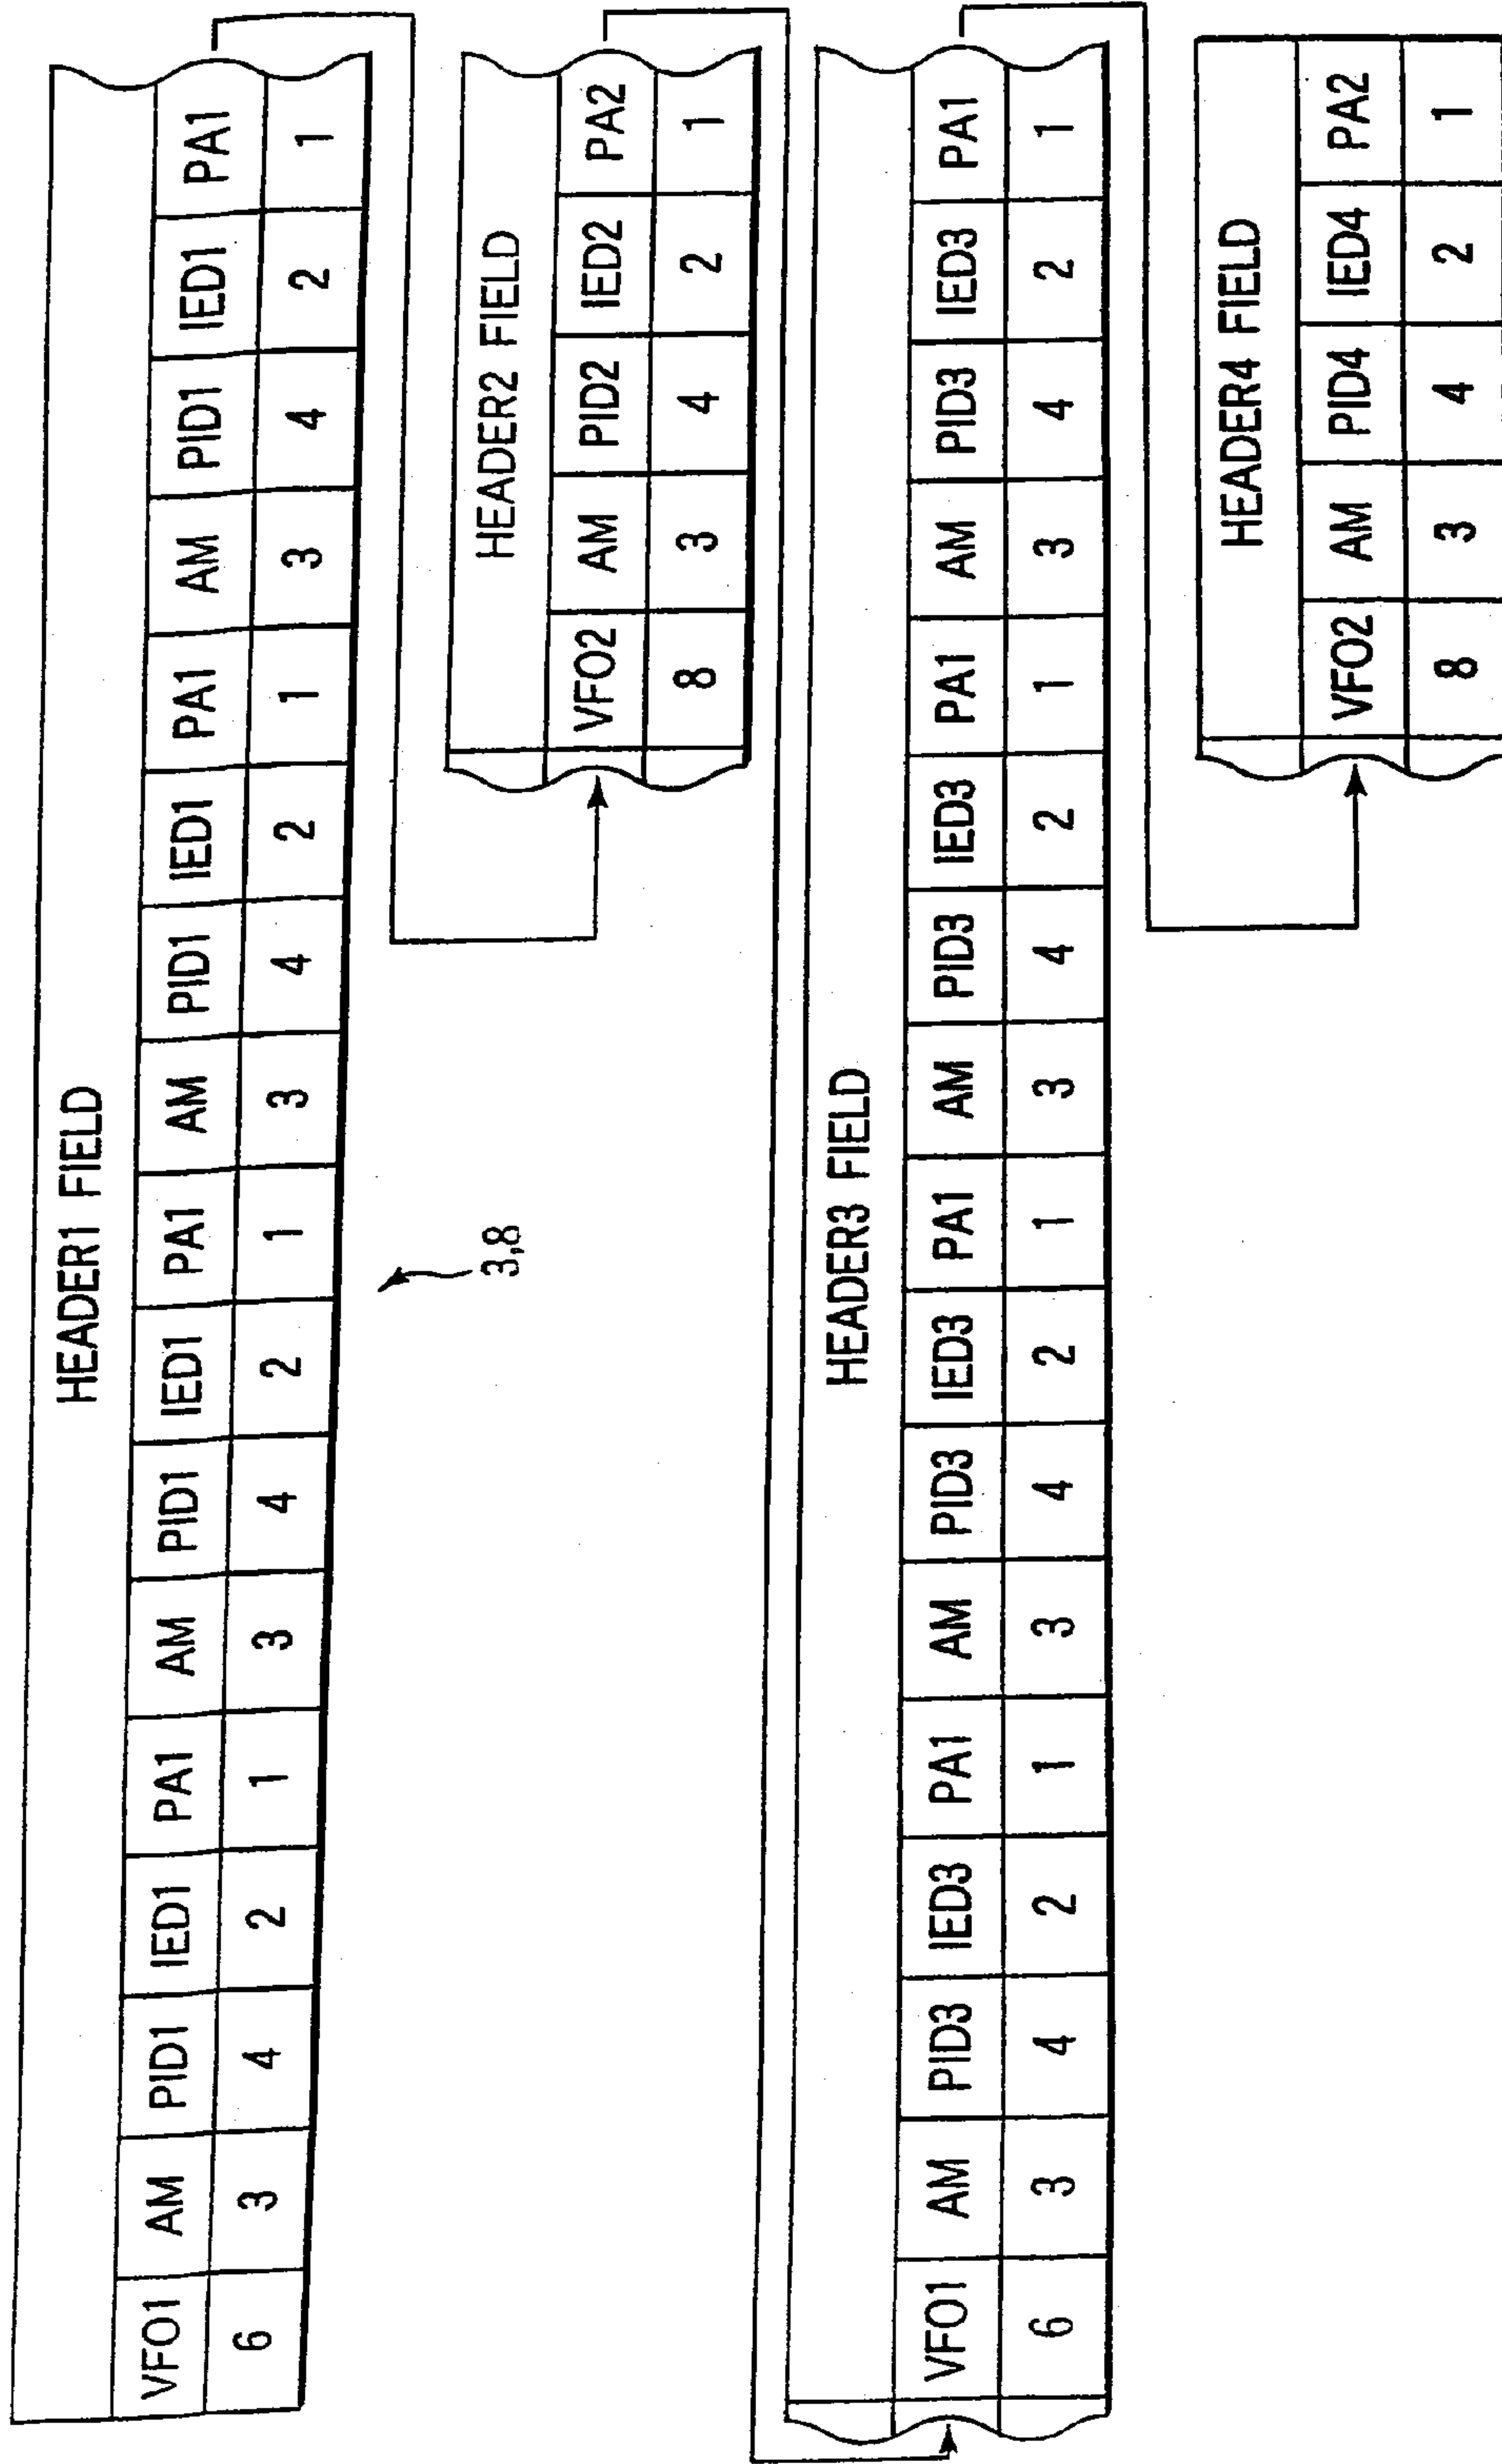 HEADER1 FIELD
VFO1 AM PID1 IED1 PA1 AM PID1 IED1 PA1 AM PID1 IED1 PA1 AM PID1 IED1 PA1
6 3 4 2 1 3 4 2 1 3 4 2 1 3 4 2 1
3,8
HEADER2 FIELD
VFO2 AM PID2 IED2 PA2
8 3 4 2 1
HEADER3 FIELD
VFO1 AM PID3 IED3 PA1 AM PID3 IED3 PA1 AM PID3 IED3 PA1 AM PID3 IED3 PA1
6 3 4 2 1 3 4 2 1 3 4 2 1 3 4 2 1
HEADER4 FIELD
VFO2 AM PID4 IED4 PA2
8 3 4 2 1